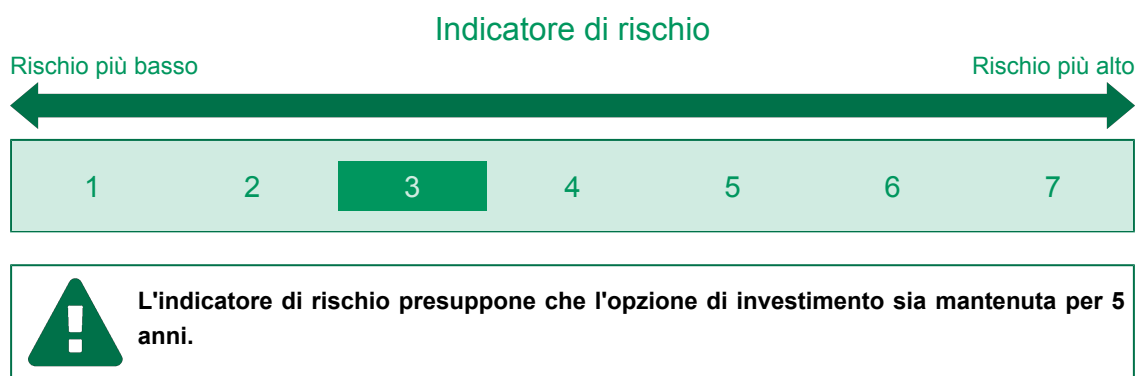 Indicatore di rischio
Rischio più basso Rischio più alto
1 2 3 4 5 6 7
L'indicatore di rischio presuppone che l'opzione di investimento sia mantenuta per 5
anni.